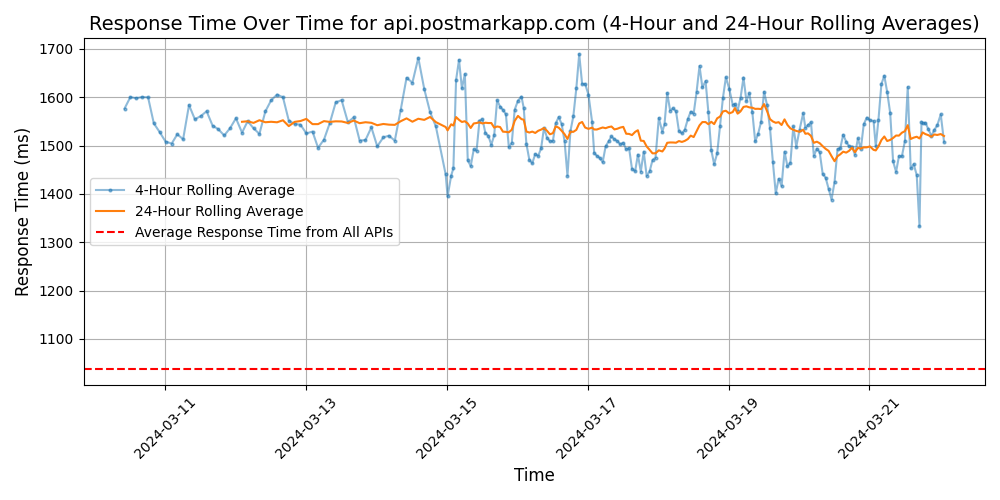 Response Time Over Time for api.postmarkapp.com (4-Hour and 24-Hour Rolling Averages)
1700
1600
1500
1400
1300
1200
1100
Response Time (ms)
4-Hour Rolling Average
24-Hour Rolling Average
Average Response Time from All APIs
2024-03-11
2024-03-13
2024-03-15
2024-03-17
2024-03-19
2024-03-21
Time